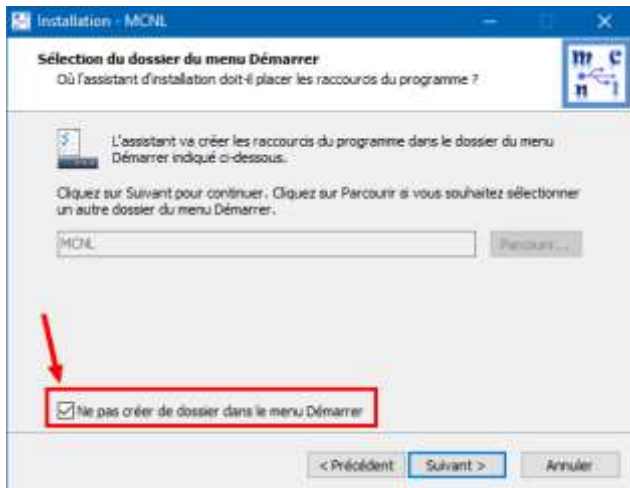 Installation - MCNL
Sélection du dossier du menu Démarrer
Où l'assistant d'installation doit-il placer les raccourcis du programme ?
m c
n l
L'assistant va créer les raccourcis du programme dans le dossier du menu
Démarrer indiqué ci-dessous.
Cliquez sur Suivant pour continuer. Cliquez sur Parcourir si vous souhaitez sélectionner
un autre dossier du menu Démarrer.
MCNL
Parcourir...
Ne pas créer de dossier dans le menu Démarrer
< Précédent
Suivant >
Annuler